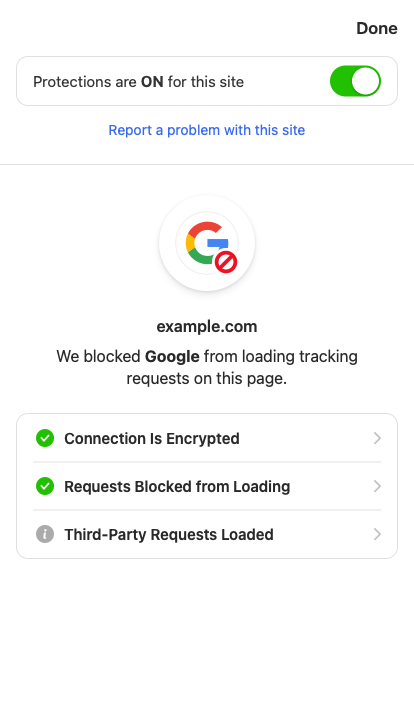 Done
Protections are ON for this site
Report a problem with this site
example.com
We blocked Google from loading tracking
requests on this page.
Connection Is Encrypted
Requests Blocked from Loading
Third-Party Requests Loaded